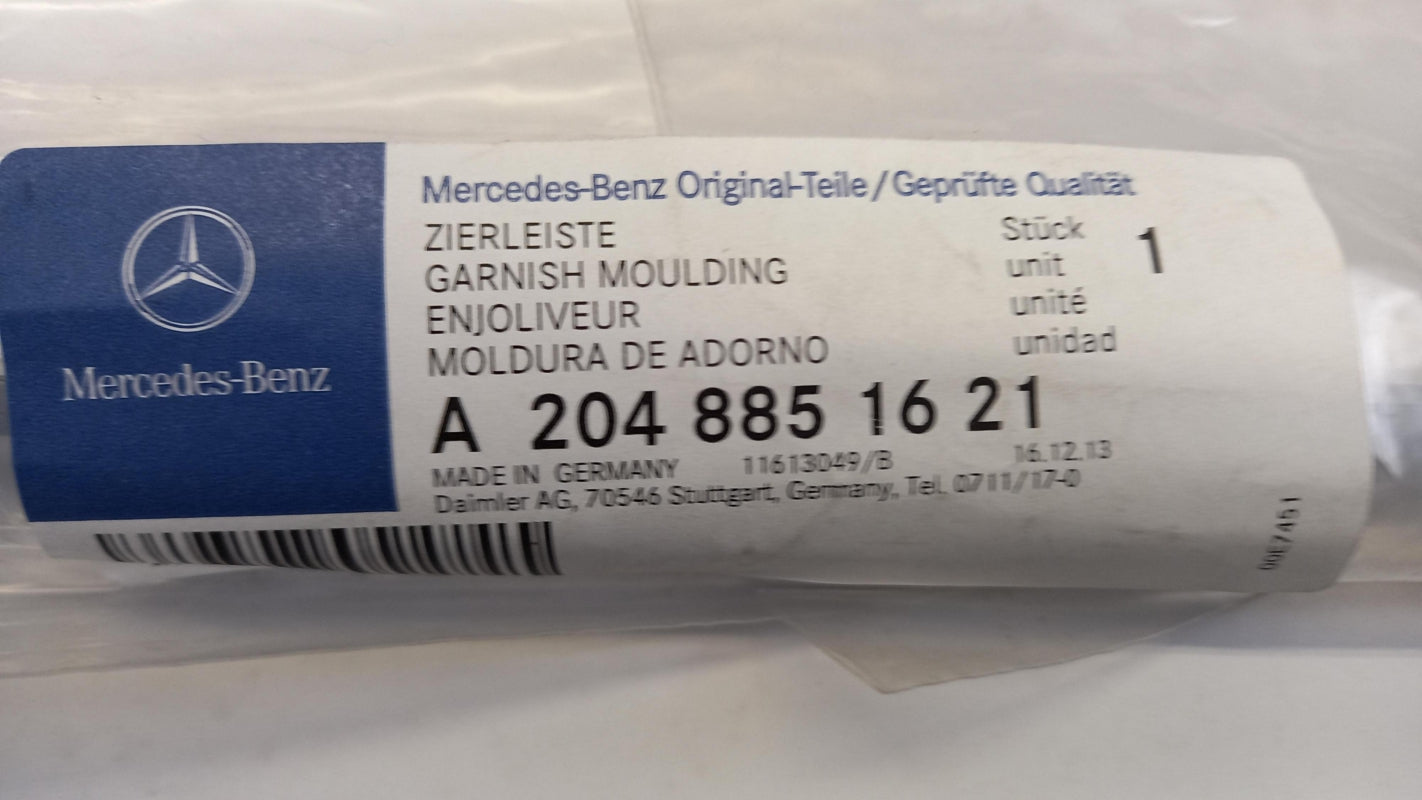 Mercedes-Benz
Mercedes-Benz Original-Teile/Geprüfte Qualität
ZIERLEISTE
GARNISH MOULDING
ENJOLIVEUR
MOLDURA DE ADORNO
Stück
unit
unité
unidad
1
A 204 885 16 21
MADE IN GERMANY 11613049/B 16.12.13
Daimler AG, 70546 Stuttgart, Germany, Tel. 0711/17-0